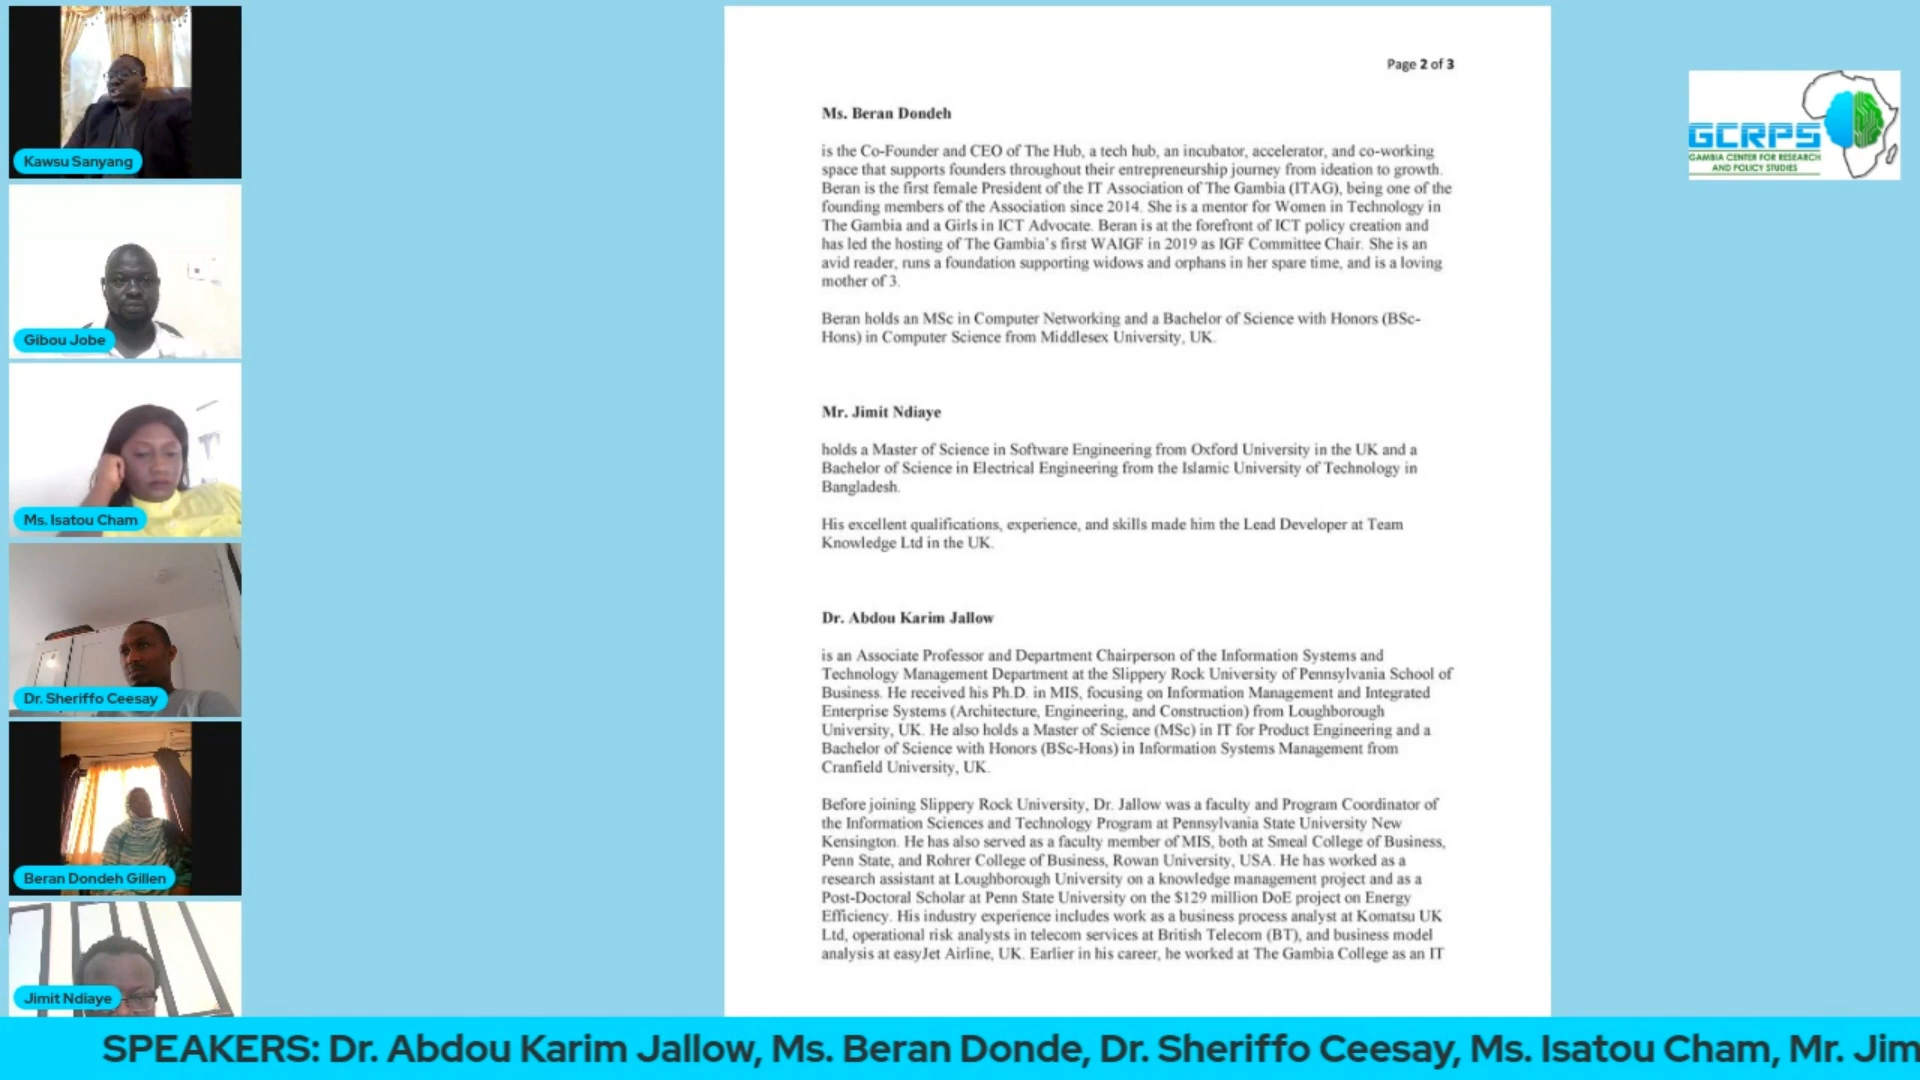 Kawsu Sanyang
Gibou Jobe
Ms. Isatou Cham
Dr. Sheriffo Ceesay
Beran Dondeh Gillen
Jimit Ndiaye
Page 2 of 3
Ms. Beran Dondeh
is the Co-Founder and CEO of The Hub, a tech hub, an incubator, accelerator, and co-working
space that supports founders throughout their entrepreneurship journey from ideation to growth.
Beran is the first female President of the IT Association of The Gambia (ITAG), being one of the
founding members of the Association since 2014. She is a mentor for Women in Technology in
The Gambia and a Girls in ICT Advocate. Beran is at the forefront of ICT policy creation and
has led the hosting of The Gambia's first WAIGF in 2019 as IGF Committee Chair. She is an
avid reader, runs a foundation supporting widows and orphans in her spare time, and is a loving
mother of 3.
Beran holds an MSc in Computer Networking and a Bachelor of Science with Honors (BSc-
Hons) in Computer Science from Middlesex University, UK.
Mr. Jimit Ndiaye
holds a Master of Science in Software Engineering from Oxford University in the UK and a
Bachelor of Science in Electrical Engineering from the Islamic University of Technology in
Bangladesh.
His excellent qualifications, experience, and skills made him the Lead Developer at Team
Knowledge Ltd in the UK.
Dr. Abdou Karim Jallow
is an Associate Professor and Department Chairperson of the Information Systems and
Technology Management Department at the Slippery Rock University of Pennsylvania School of
Business. He received his Ph.D. in MIS, focusing on Information Management and Integrated
Enterprise Systems (Architecture, Engineering, and Construction) from Loughborough
University, UK. He also holds a Master of Science (MSc) in IT for Product Engineering and a
Bachelor of Science with Honors (BSc-Hons) in Information Systems Management from
Cranfield University, UK.
Before joining Slippery Rock University, Dr. Jallow was a faculty and Program Coordinator of
the Information Sciences and Technology Program at Pennsylvania State University New
Kensington. He has also served as a faculty member of MIS, both at Smeal College of Business,
Penn State, and Rohrer College of Business, Rowan University, USA. He has worked as a
research assistant at Loughborough University on a knowledge management project and as a
Post-Doctoral Scholar at Penn State University on the $129 million DoE project on Energy
Efficiency. His industry experience includes work as a business process analyst at Komatsu UK
Ltd, operational risk analysts in telecom services at British Telecom (BT), and business model
analysis at easyJet Airline, UK. Earlier in his career, he worked at The Gambia College as an IT
GCRPS
GAMBIA CENTER FOR RESEARCH
AND POLICY STUDIES
SPEAKERS: Dr. Abdou Karim Jallow, Ms. Beran Donde, Dr. Sheriffo Ceesay, Ms. Isatou Cham, Mr. Jim